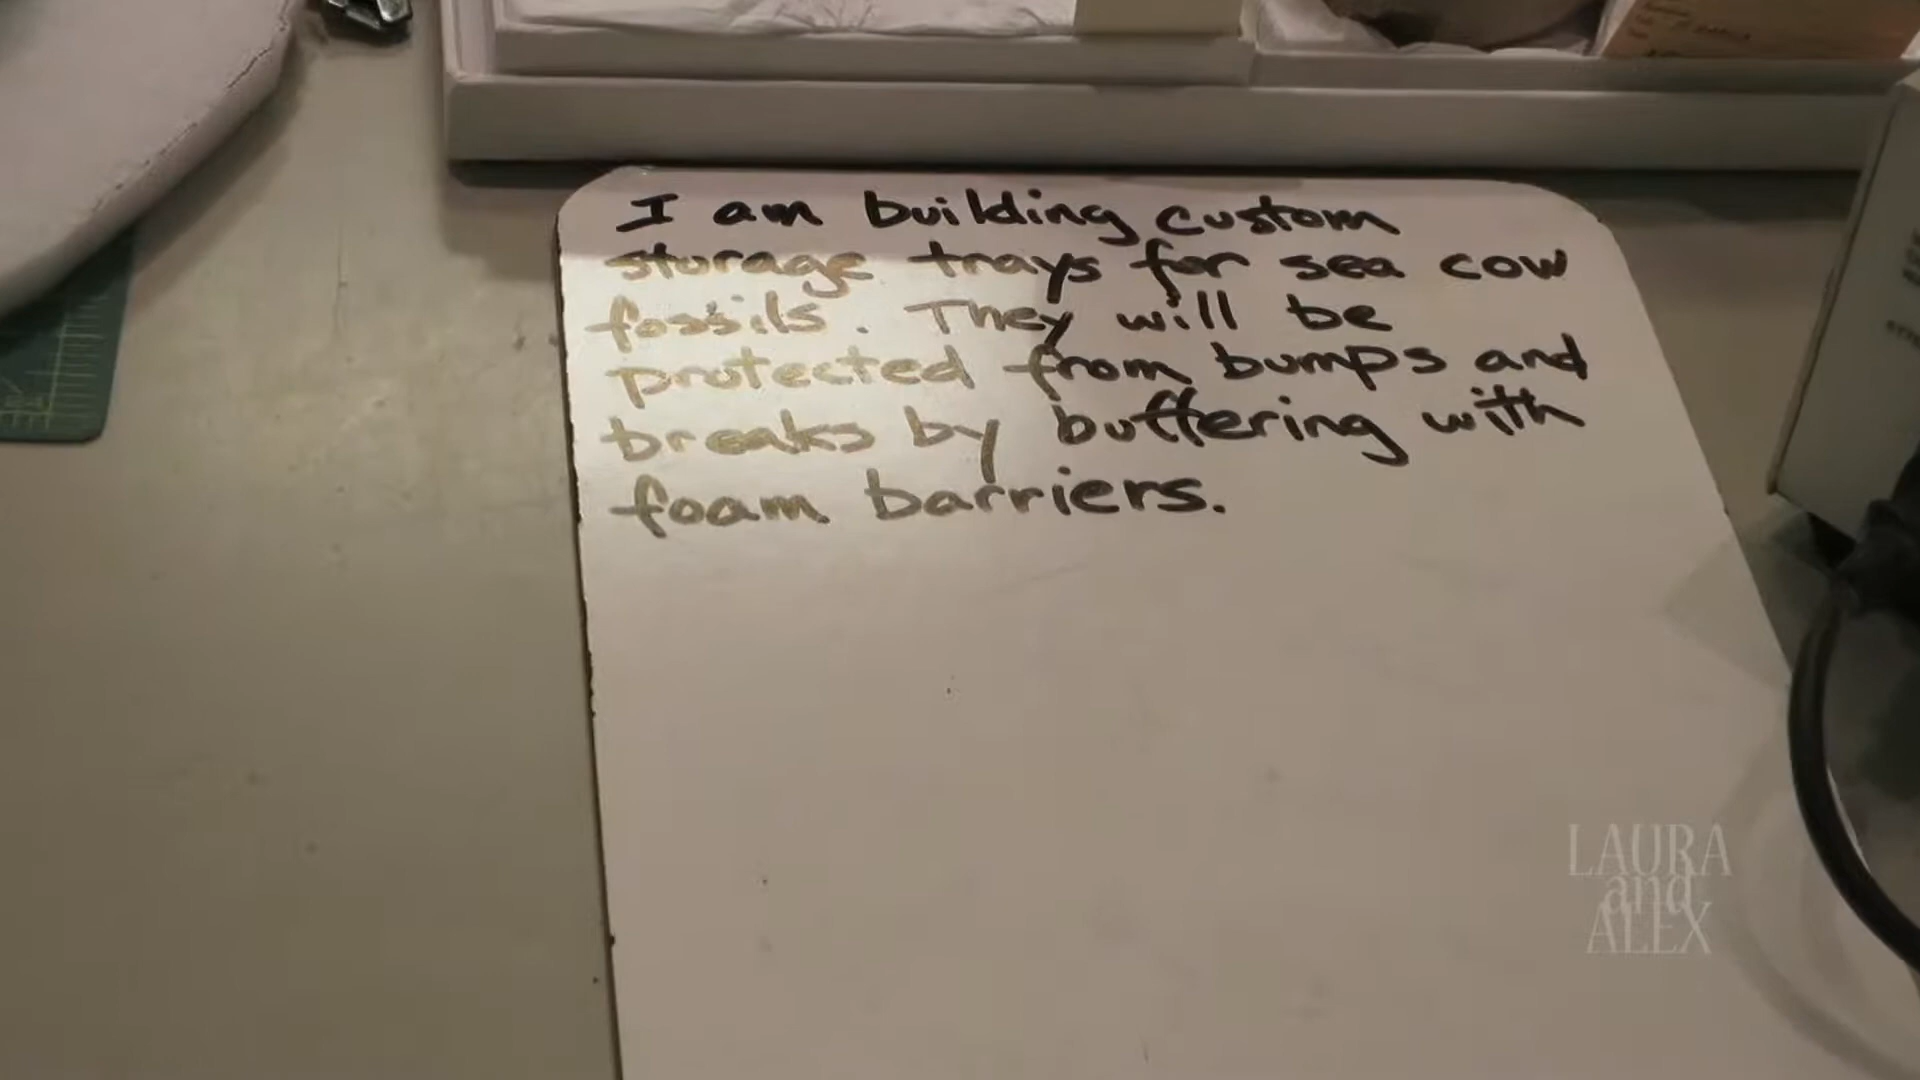 I am building custom
storage trays for sea cow
fossils. They will be
protected from bumps and
breaks by buffering with
foam barriers.
LAURA
and
ALEX